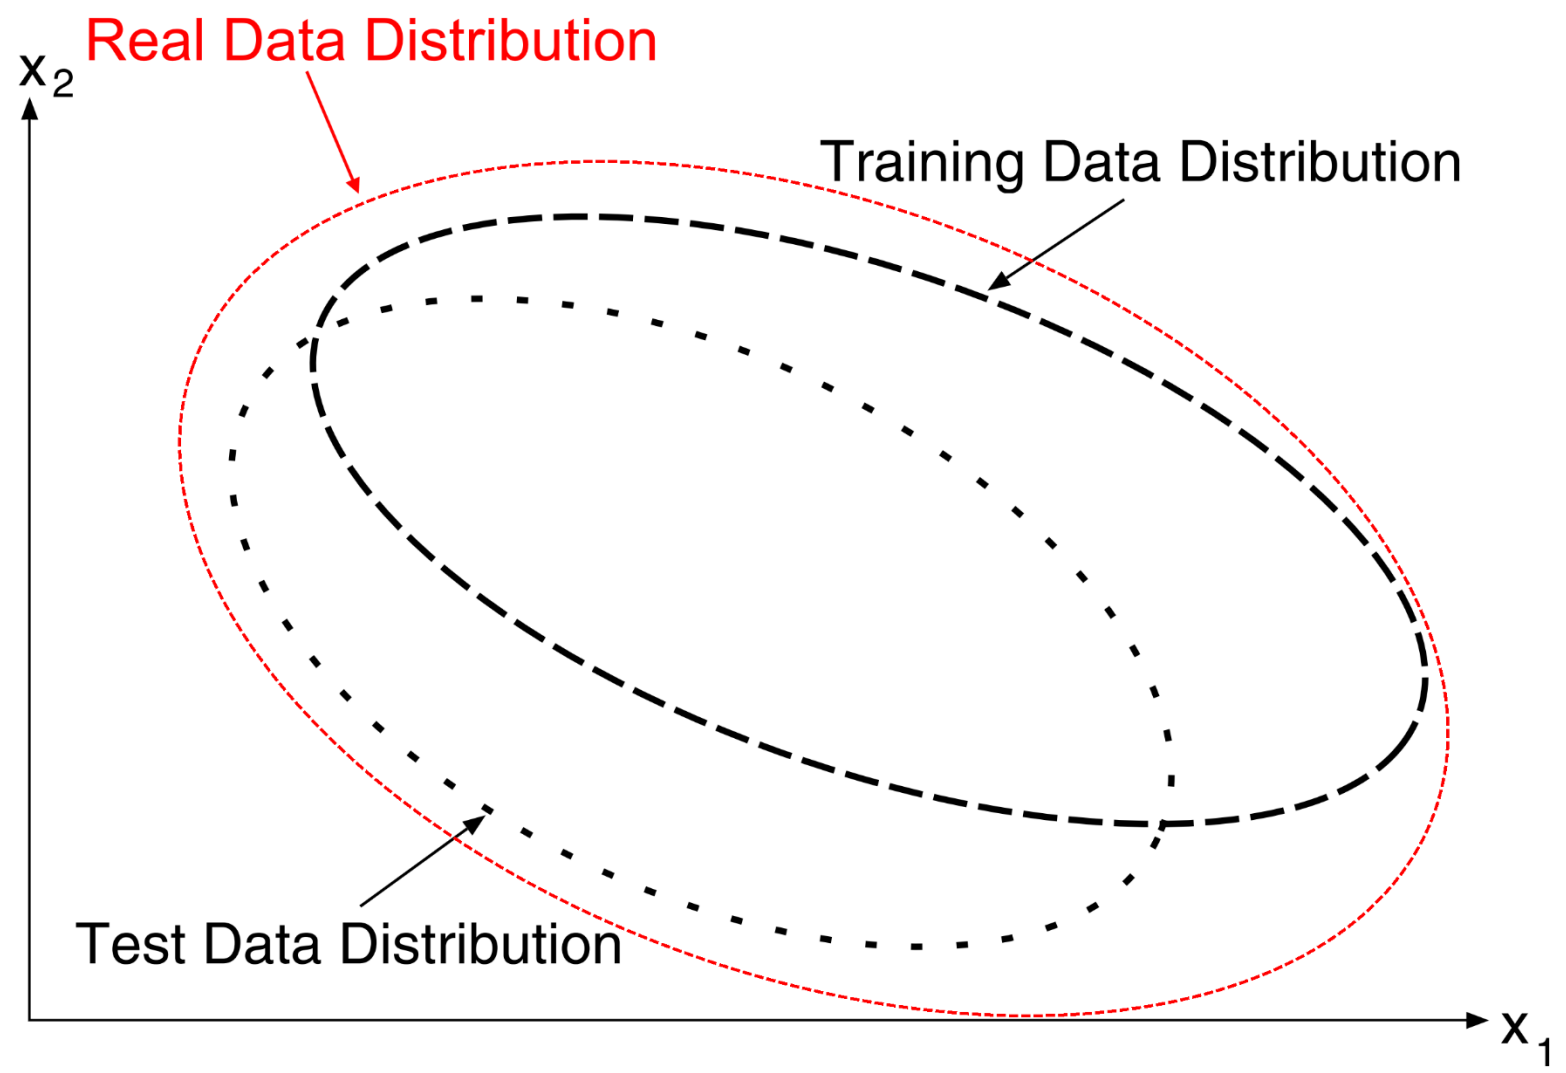 Real Data Distribution
x2
Training Data Distribution
Test Data Distribution
x1